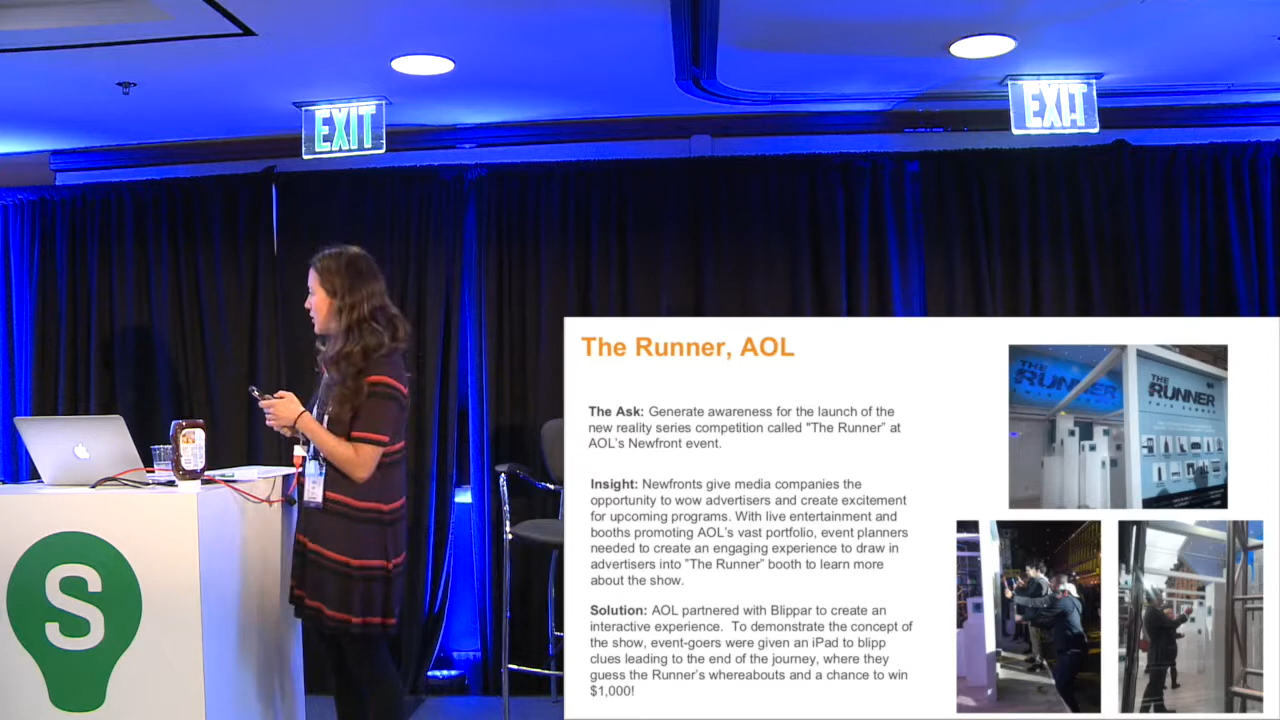 EXIT
EXIT
The Runner, AOL
The Ask: Generate awareness for the launch of the
new reality series competition called "The Runner" at
AOL's Newfront event.
Insight: Newfronts give media companies the
opportunity to wow advertisers and create excitement
for upcoming programs. With live entertainment and
booths promoting AOL's vast portfolio, event planners
needed to create an engaging experience to draw in
advertisers into "The Runner" booth to learn more
about the show.
Solution: AOL partnered with Blippar to create an
interactive experience. To demonstrate the concept of
the show, event-goers were given an iPad to blipp
clues leading to the end of the journey, where they
guess the Runner's whereabouts and a chance to win
$1,000!
THE
RUNNER
THE
RUNNER
THIS SUMMER
S